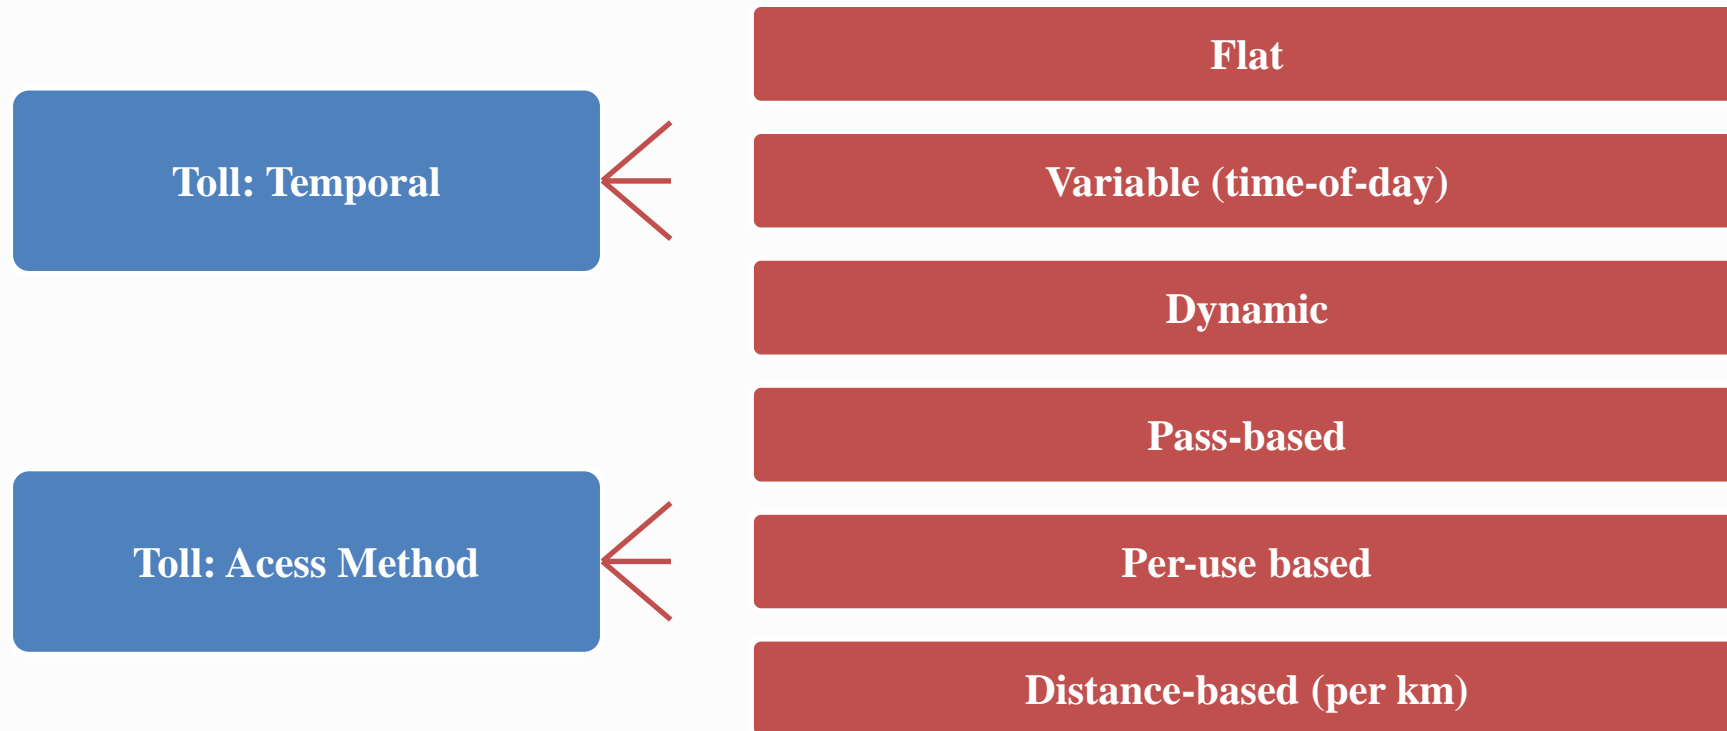 Flat
Toll: Temporal
Variable (time-of-day)
Dynamic
Pass-based
Toll: Acess Method
Per-use based
Distance-based (per km)